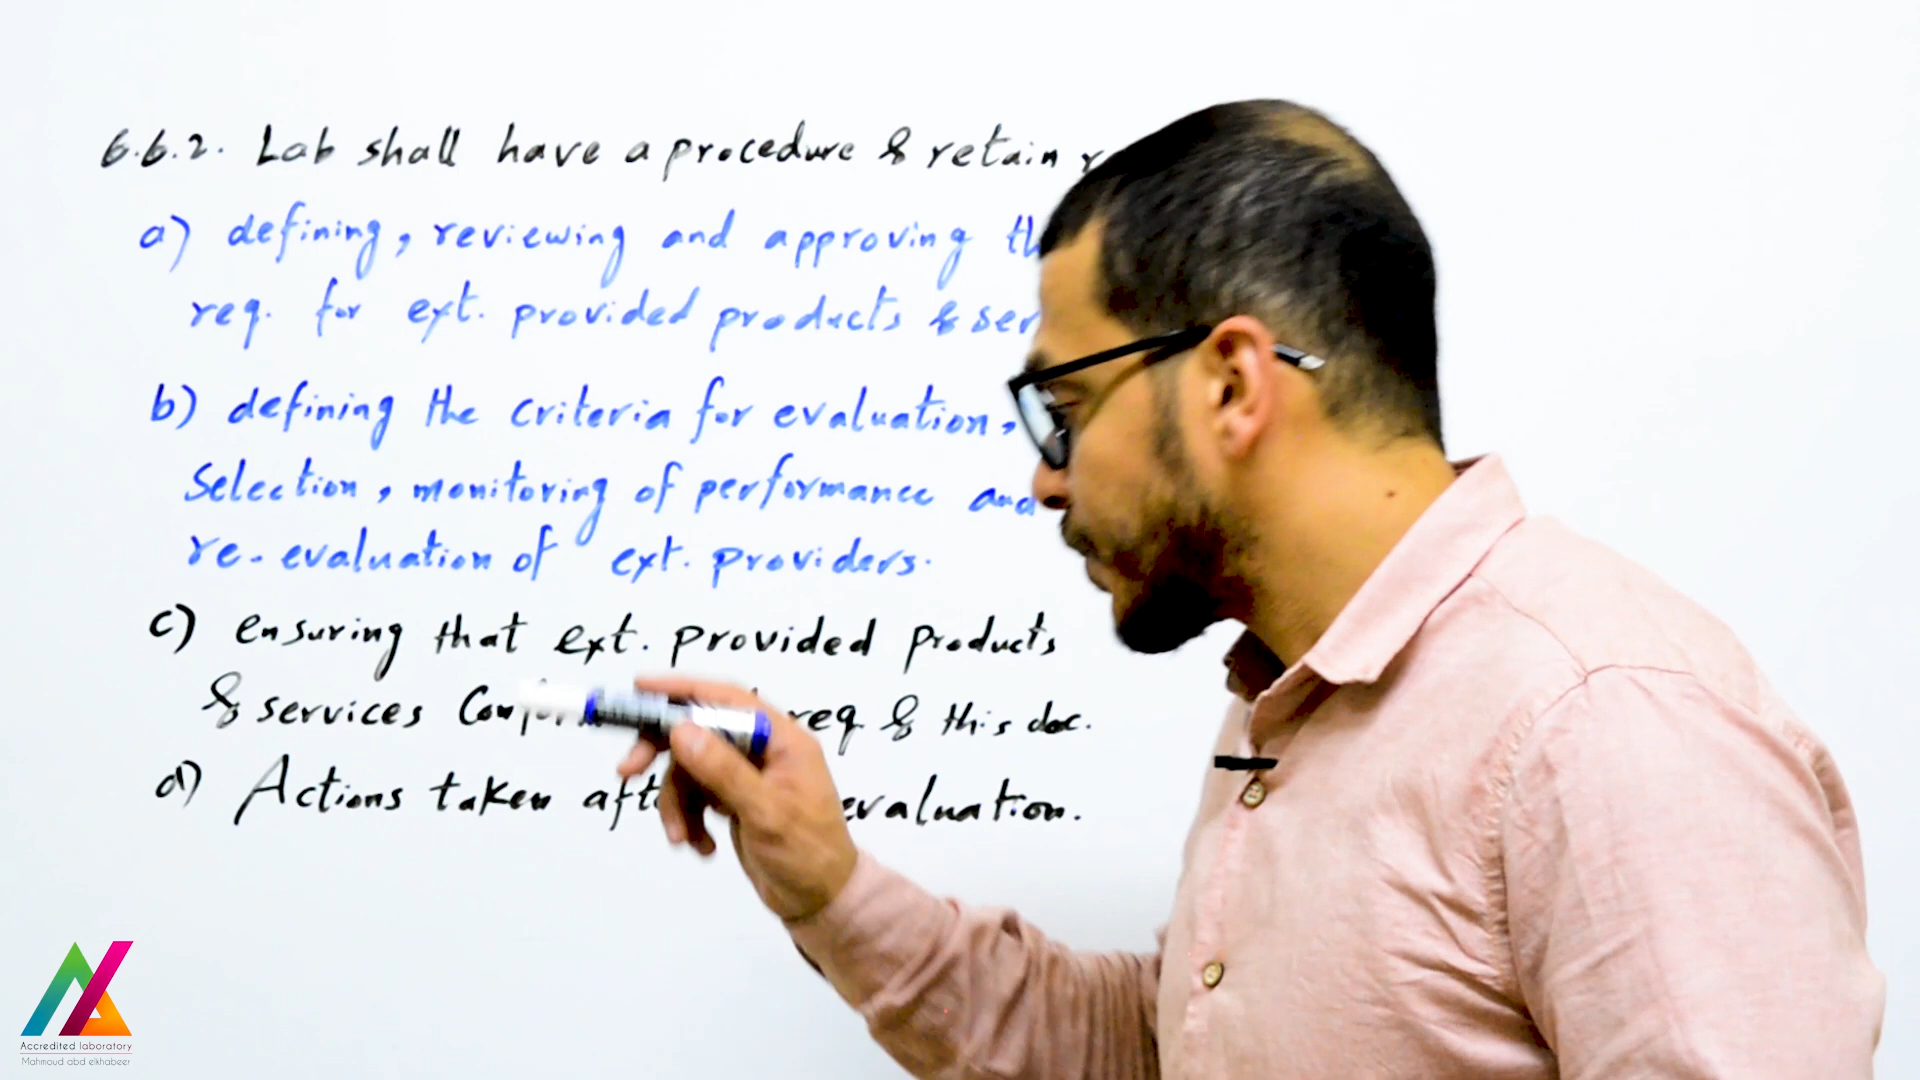 6.6.2. Lab shall have a procedure & retain
a) defining, reviewing and approving
req. for ext. provided products &
b) defining the criteria for evaluation,
Selection, monitoring of performance and
re-evaluation of ext. providers.
c) ensuring that ext. provided products
& services req & this doc.
d) Actions taken evaluation.
Accredited laboratory
Mahmoud abd elkhabeer